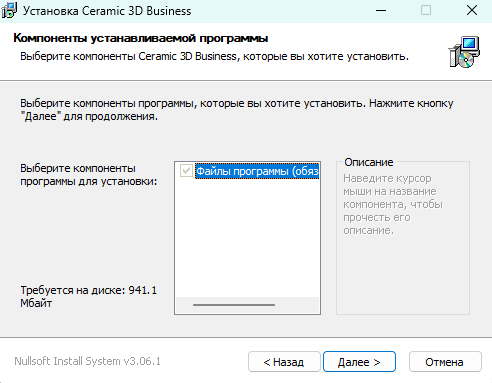 Установка Ceramic 3D Business
Компоненты устанавливаемой программы
Выберите компоненты Ceramic 3D Business, которые вы хотите установить.
Выберите компоненты программы, которые вы хотите установить. Нажмите кнопку
"Далее" для продолжения.
Выберите компоненты
программы для установки:
Файлы программы (обяз
Описание
Наведите курсор
мыши на название
компонента, чтобы
прочесть его
описание.
Требуется на диске: 941.1
Мбайт
Nullsoft Install System v3.06.1
< Назад
Далее >
Отмена